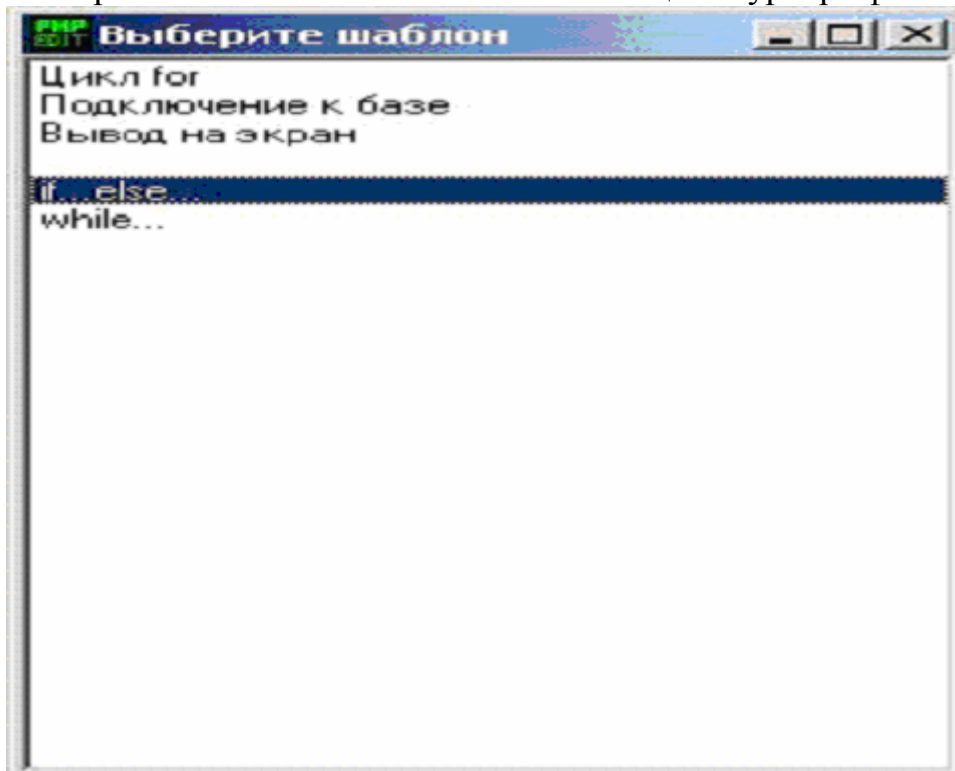 PHP
EDIT Выберите шаблон
Цикл for
Подключение к базе
Вывод на экран
if...else...
while...